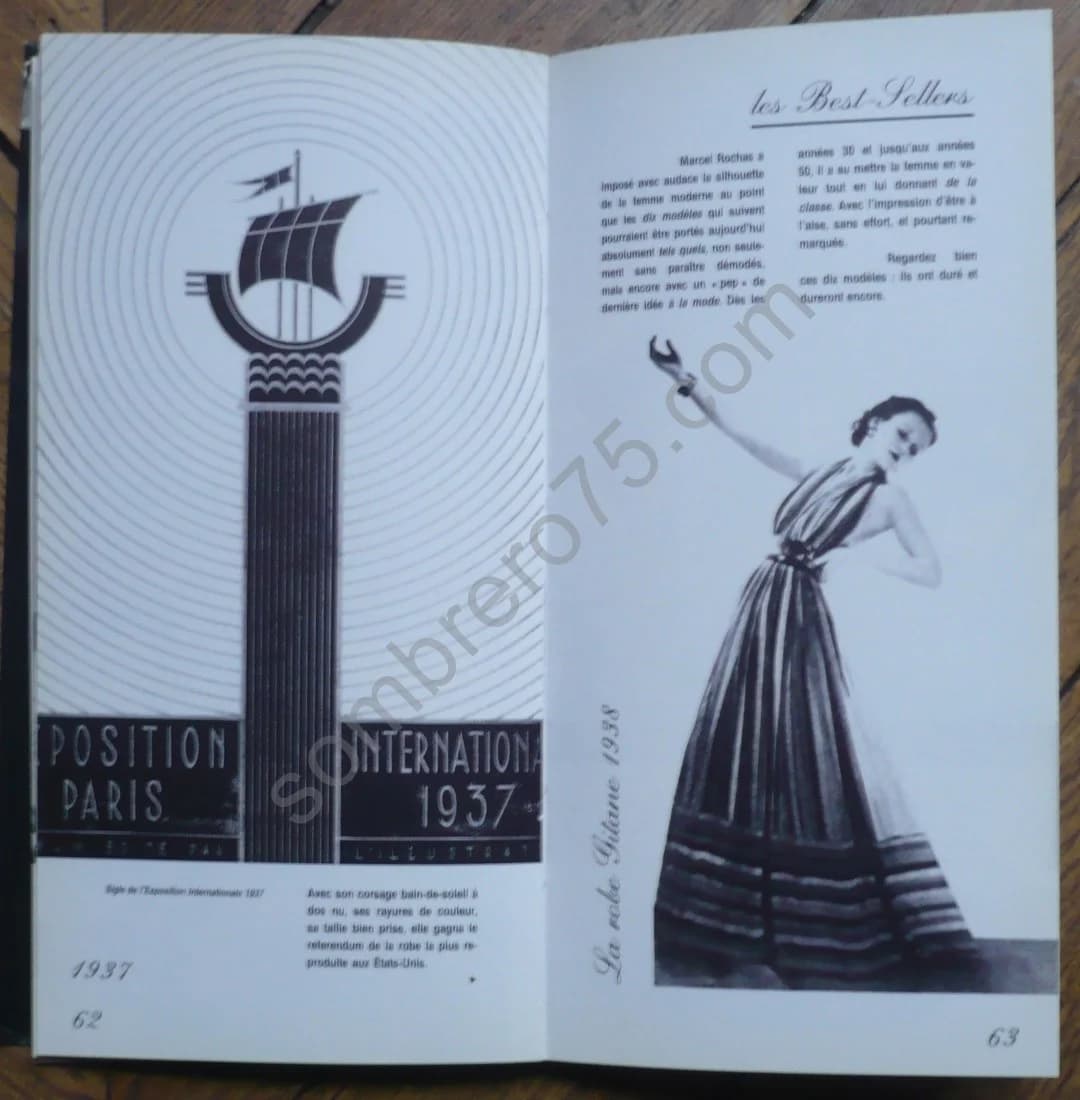 XPOSITION
PARIS
INTERNATIONA
1937
L'ILLUSTRAT
Sigle de l'Exposition Internationale 1937
Avec son corsage bain-de-soleil à
dos nu, ses rayures de couleur,
sa taille bien prise, elle gagna le
referendum de la robe la plus re-
produite aux États-Unis.
1937
62
les Best-Sellers
Marcel Rochas a
imposé avec audace la silhouette
de la femme moderne au point
que les dix modèles qui suivent
pourraient être portés aujourd'hui
absolument tels quels, non seule-
ment sans paraître démodés,
mais encore avec un « pep » de
dernière idée à la mode. Dès les
années 30 et jusqu'aux années
50, il a su mettre la femme en va-
leur tout en lui donnant de la
classe. Avec l'impression d'être à
l'aise, sans effort, et pourtant re-
marquée.
Regardez bien
ces dix modèles : ils ont duré et
dureront encore.
La robe Gitane 1938
63
sombrero75.com